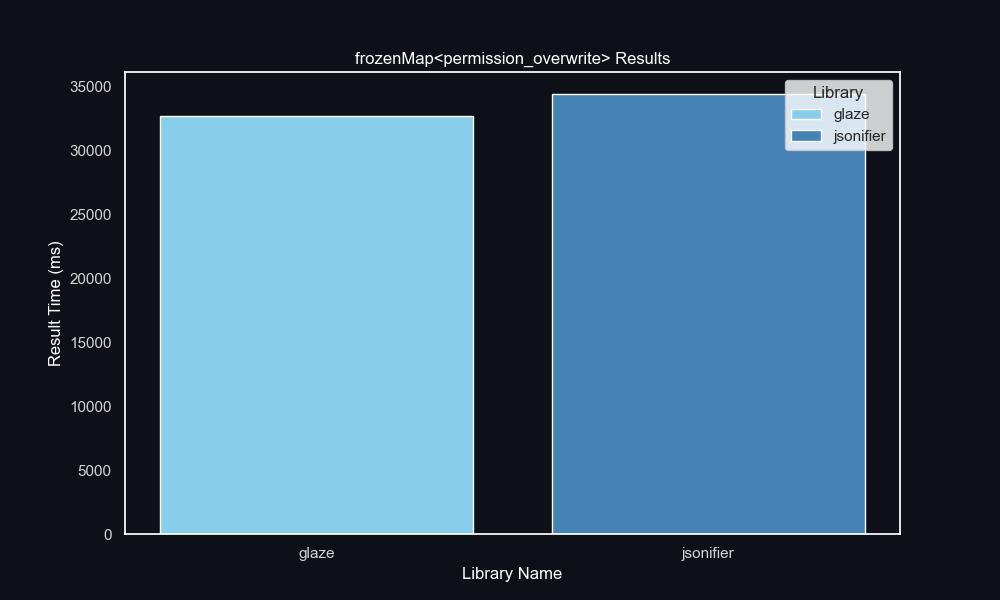 frozenMap<permission_overwrite> Results
Library
glaze
jsonifier
35000
30000
25000
20000
15000
10000
5000
0
Result Time (ms)
glaze
jsonifier
Library Name